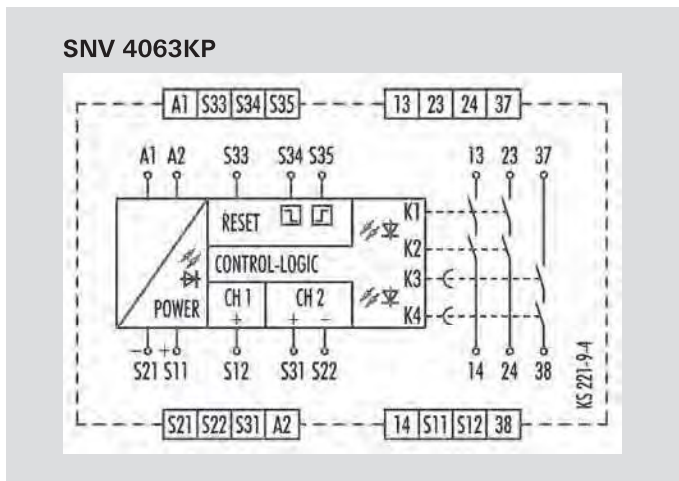 SNV 4063KP
A1 S33 S34 S35 13 23 24 37
A1 A2 S33 S34 S35 13 23 37
RESET K1
K2
CONTROL-LOGIC K3
POWER CH 1 CH 2 K4
+ + −
− +
S21 S11 S12 S31 S22 14 24 38
KS 221-9-4
S21 S22 S31 A2 14 S11 S12 38